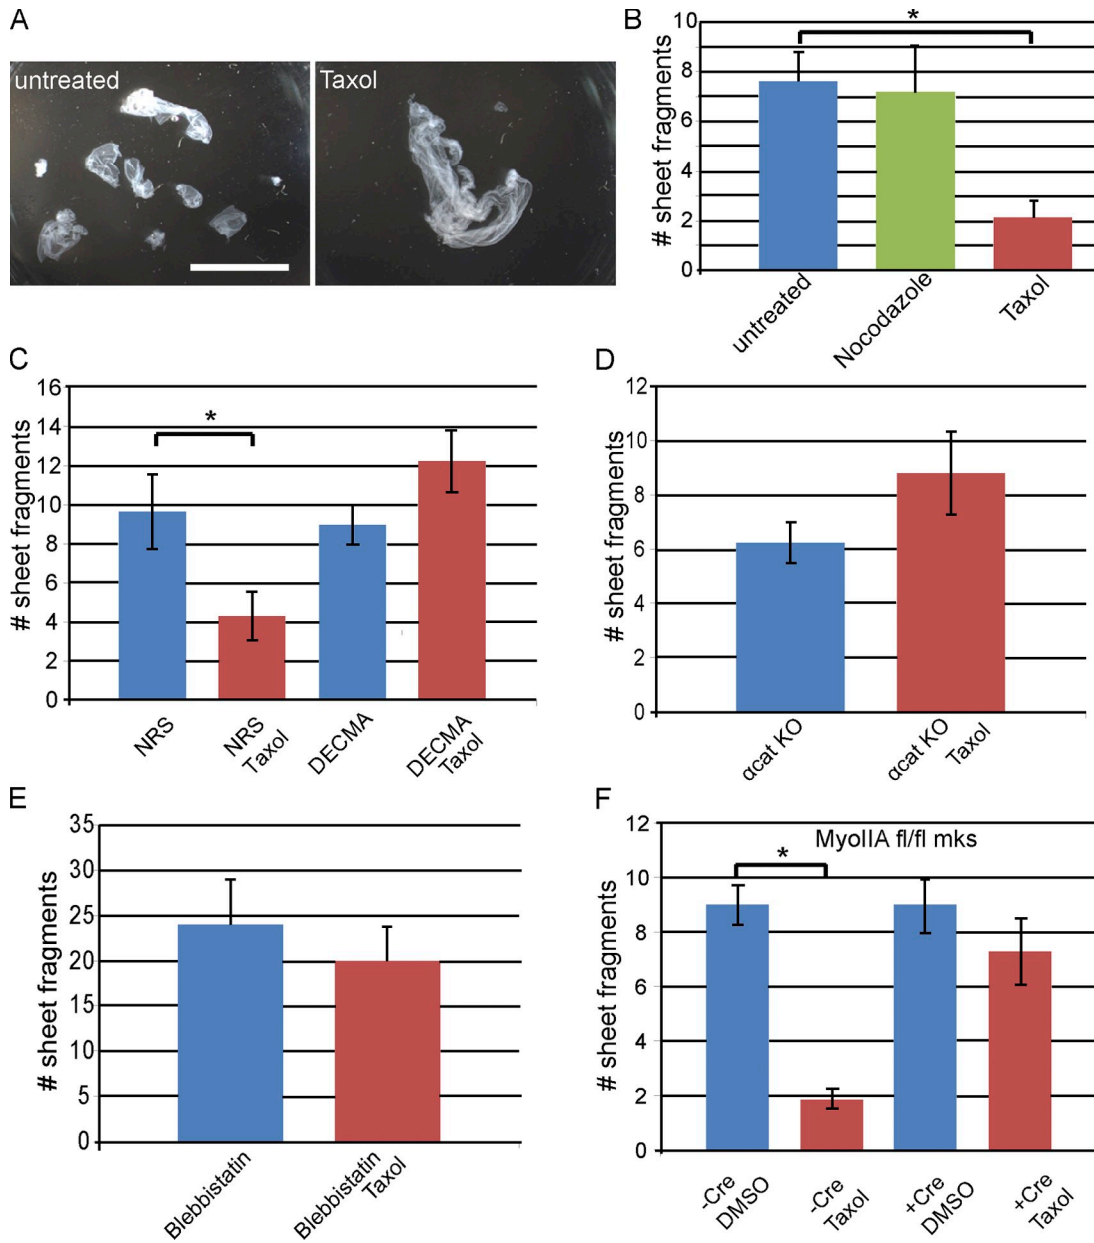 A
untreated
Taxol
B
# sheet fragments
10
8
6
4
2
0
*
untreated
Nocodazole
Taxol
C
# sheet fragments
16
14
12
10
8
6
4
2
0
*
NRS
NRS
Taxol
DECMA
DECMA
Taxol
D
# sheet fragments
12
10
8
6
4
2
0
αcat KO
αcat KO
Taxol
E
# sheet fragments
35
30
25
20
15
10
5
0
Blebbistatin
Blebbistatin
Taxol
F
# sheet fragments
12
10
8
6
4
2
0
MyoIIA fl/fl mks
*
-Cre
DMSO
-Cre
Taxol
+Cre
DMSO
+Cre
Taxol